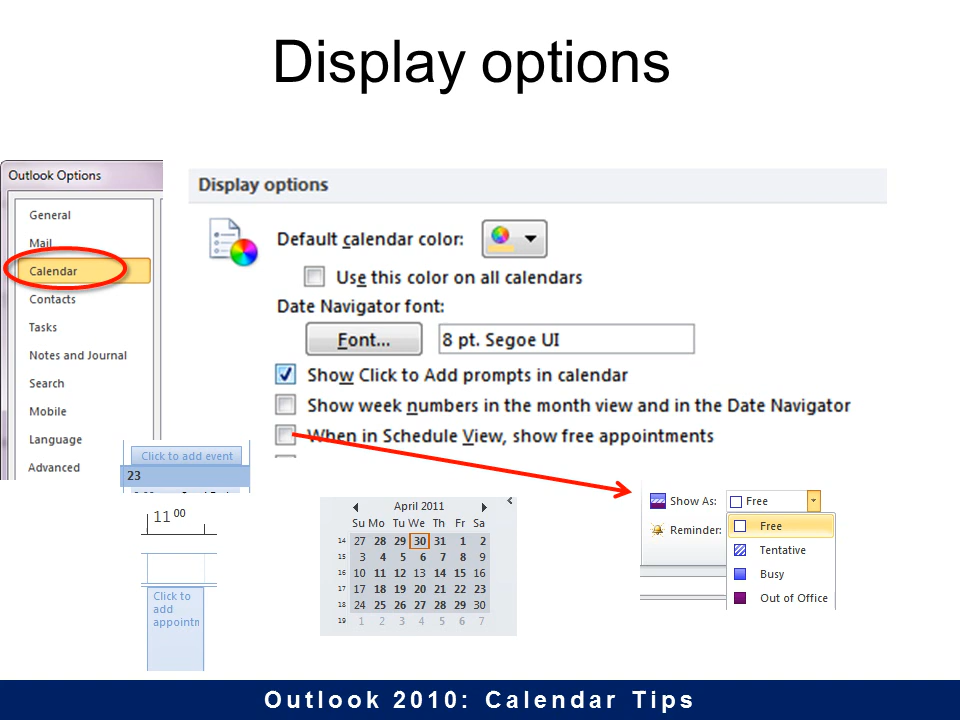 Display options
Outlook Options
General
Mail
Calendar
Contacts
Tasks
Notes and Journal
Search
Mobile
Language
Advanced
Display options
Default calendar color:
Use this color on all calendars
Date Navigator font:
Font... 8 pt. Segoe UI
Show Click to Add prompts in calendar
Show week numbers in the month view and in the Date Navigator
When in Schedule View, show free appointments
Click to add event
23
11 00
Click to
add
appointn
April 2011
Su Mo Tu We Th Fr Sa
14 27 28 29 30 31 1 2
15 3 4 5 6 7 8 9
16 10 11 12 13 14 15 16
17 17 18 19 20 21 22 23
18 24 25 26 27 28 29 30
19 1 2 3 4 5 6 7
Show As: Free
Reminder:
Free
Tentative
Busy
Out of Office
Outlook 2010: Calendar Tips